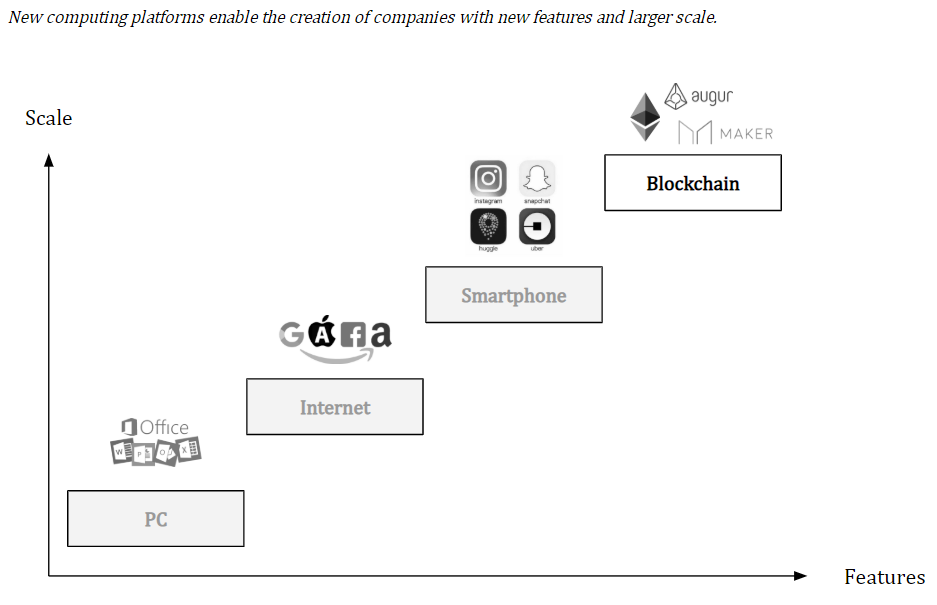 New computing platforms enable the creation of companies with new features and larger scale.
Scale
augur
MAKER
Blockchain
instagram
snapchat
huggle
uber
Smartphone
GAFa
Internet
Office
W P O X
PC
Features